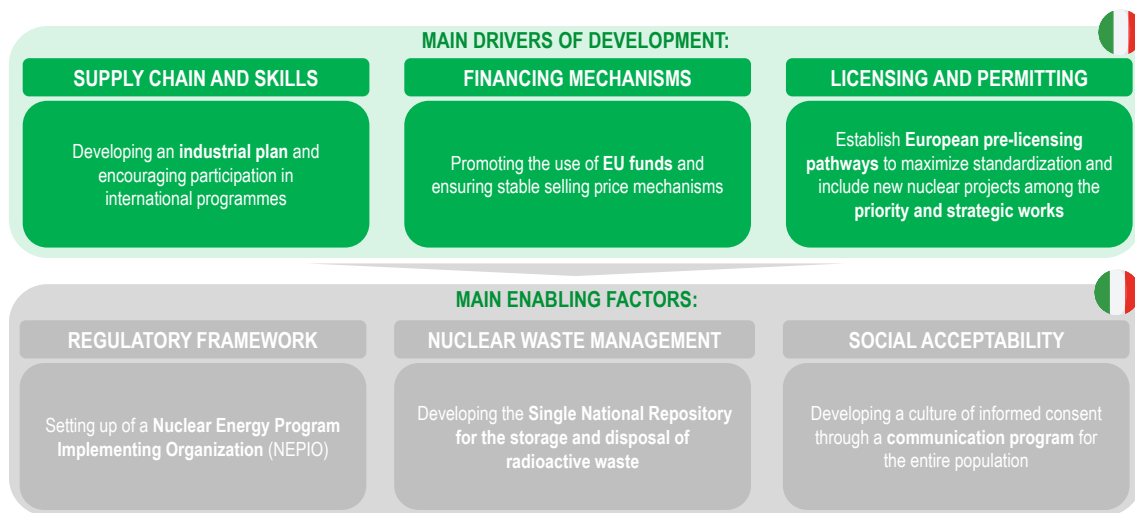 MAIN DRIVERS OF DEVELOPMENT:
SUPPLY CHAIN AND SKILLS
Developing an industrial plan and
encouraging participation in
international programmes
FINANCING MECHANISMS
Promoting the use of EU funds and
ensuring stable selling price mechanisms
LICENSING AND PERMITTING
Establish European pre-licensing
pathways to maximize standardization and
include new nuclear projects among the
priority and strategic works
MAIN ENABLING FACTORS:
REGULATORY FRAMEWORK
Setting up of a Nuclear Energy Program
Implementing Organization (NEPIO)
NUCLEAR WASTE MANAGEMENT
Developing the Single National Repository
for the storage and disposal of
radioactive waste
SOCIAL ACCEPTABILITY
Developing a culture of informed consent
through a communication program for
the entire population